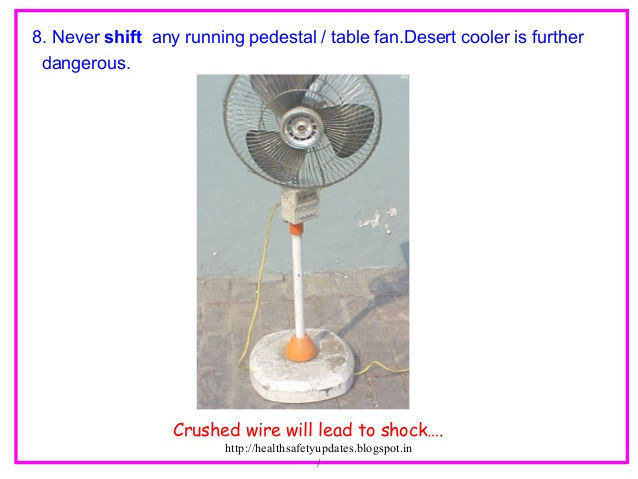 8. Never shift any running pedestal / table fan.Desert cooler is further
dangerous.
Crushed wire will lead to shock....
http://healthsafetyupdates.blogspot.in
/